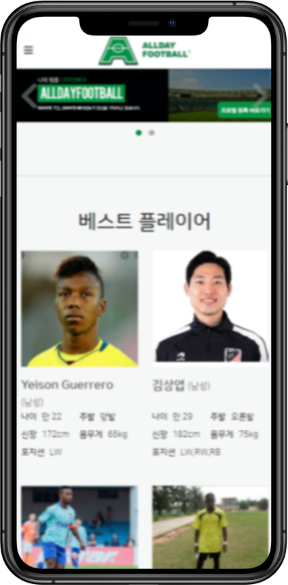 ALLDAY
FOOTBALL
ALLDAYFOOTBALL
베스트 플레이어
Yeison Guerrero
(남성)
나이 만 22 주발 양발
신장 172cm 몸무게 65kg
포지션 LW
김상엽 (남성)
나이 만 29 주발 오른발
신장 182cm 몸무게 75kg
포지션 LW,RW,RB